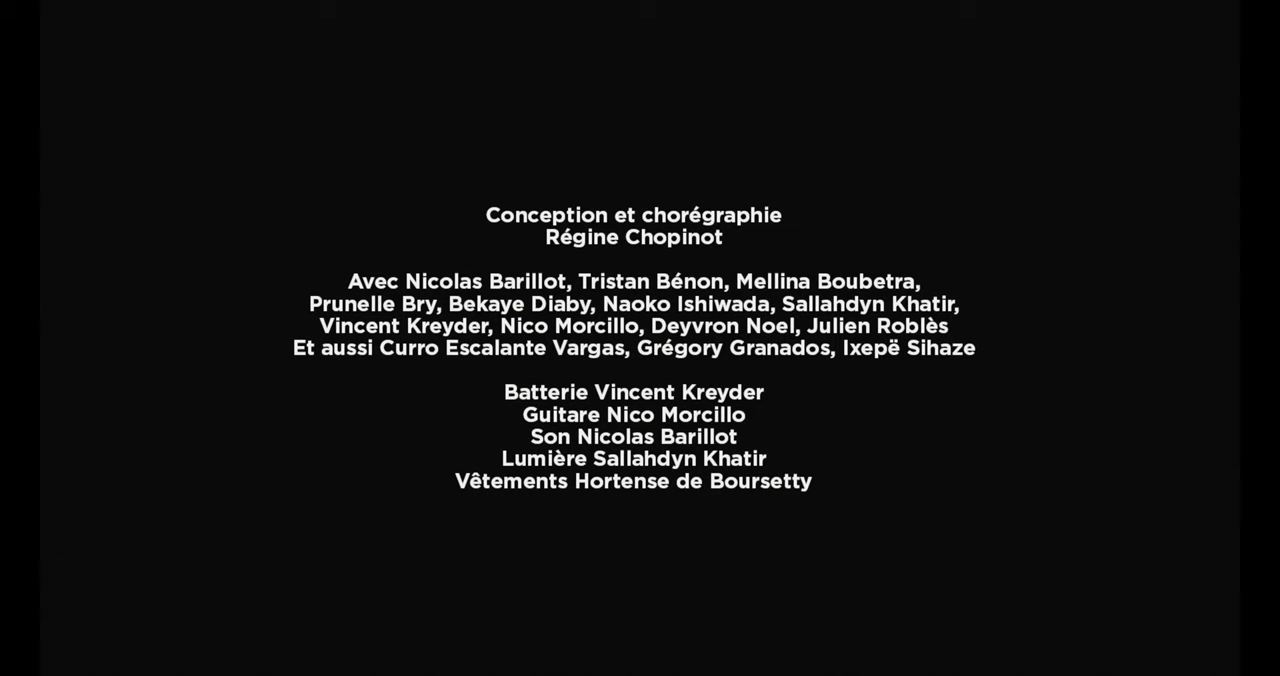 Conception et chorégraphie
Régine Chopinot
Avec Nicolas Barillot, Tristan Bénon, Mellina Boubetra,
Prunelle Bry, Bekaye Diaby, Naoko Ishiwada, Sallahdyn Khatir,
Vincent Kreyder, Nico Morcillo, Deyvron Noel, Julien Roblès
Et aussi Curro Escalante Vargas, Grégory Granados, Ixepë Sihaze
Batterie Vincent Kreyder
Guitare Nico Morcillo
Son Nicolas Barillot
Lumière Sallahdyn Khatir
Vêtements Hortense de Boursetty